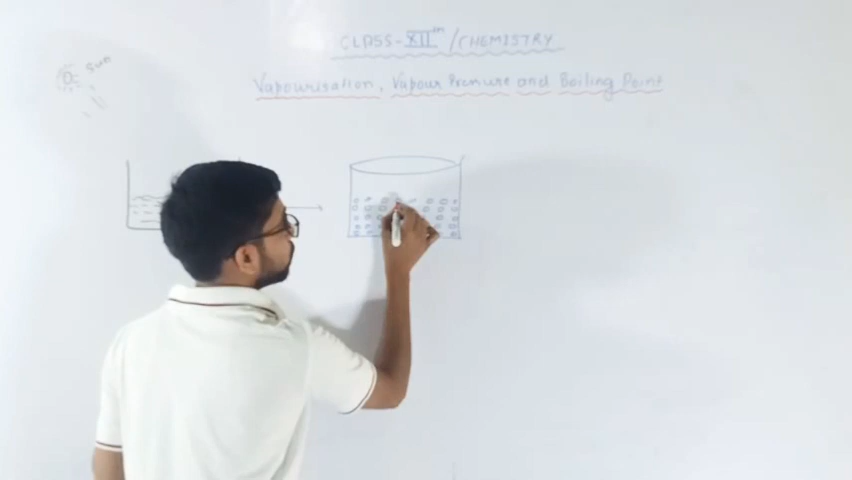 CLASS-XIIth/CHEMISTRY
Vapourisation, Vapour Pressure and Boiling Point
Sun